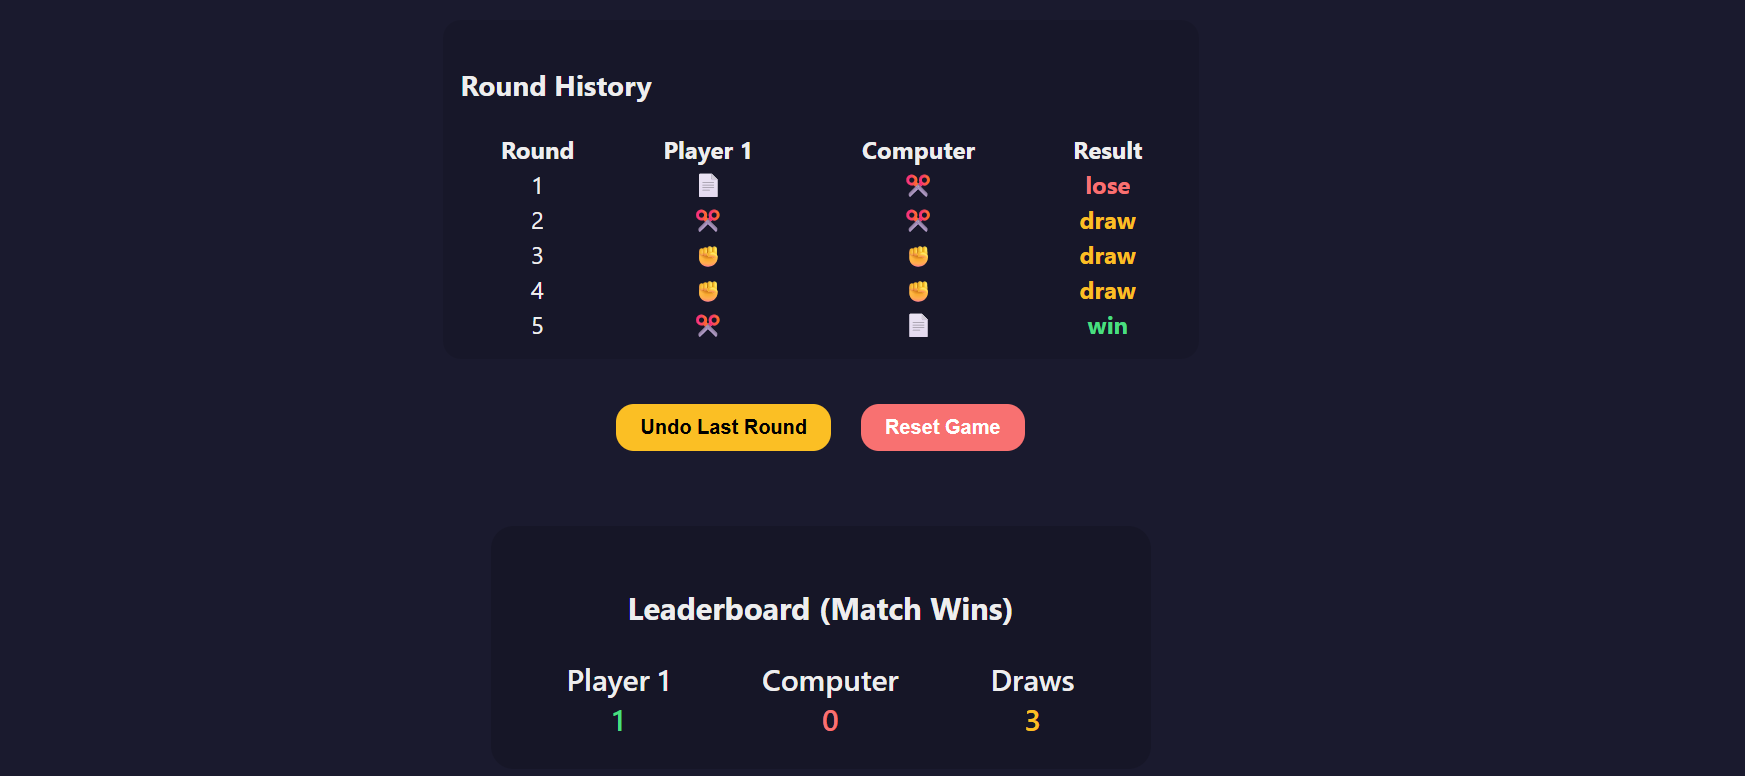 Round History
Round Player 1 Computer Result
1 lose
2 draw
3 draw
4 draw
5 win
Undo Last Round Reset Game
Leaderboard (Match Wins)
Player 1 Computer Draws
1 0 3